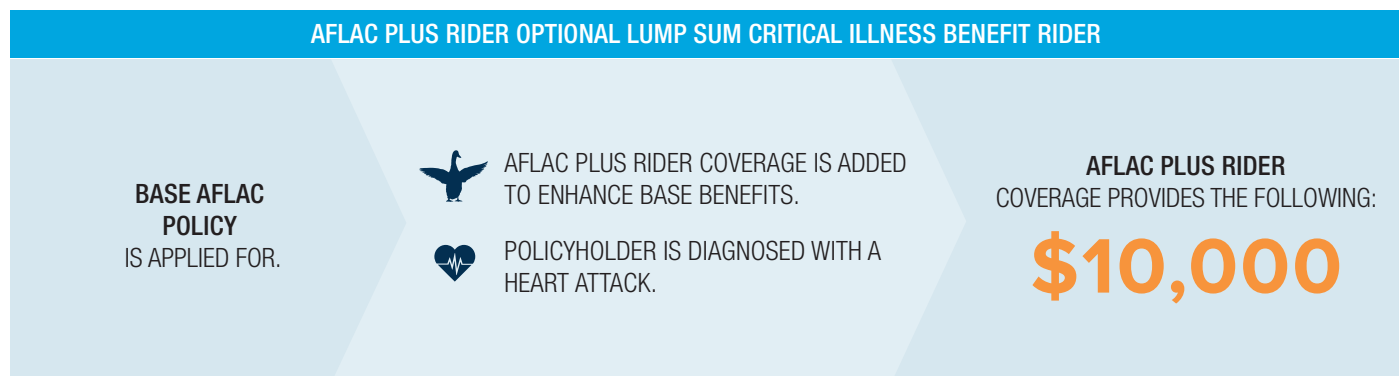 AFLAC PLUS RIDER OPTIONAL LUMP SUM CRITICAL ILLNESS BENEFIT RIDER
BASE AFLAC
POLICY
IS APPLIED FOR.
AFLAC PLUS RIDER COVERAGE IS ADDED
TO ENHANCE BASE BENEFITS.
POLICYHOLDER IS DIAGNOSED WITH A
HEART ATTACK.
AFLAC PLUS RIDER
COVERAGE PROVIDES THE FOLLOWING:
$10,000